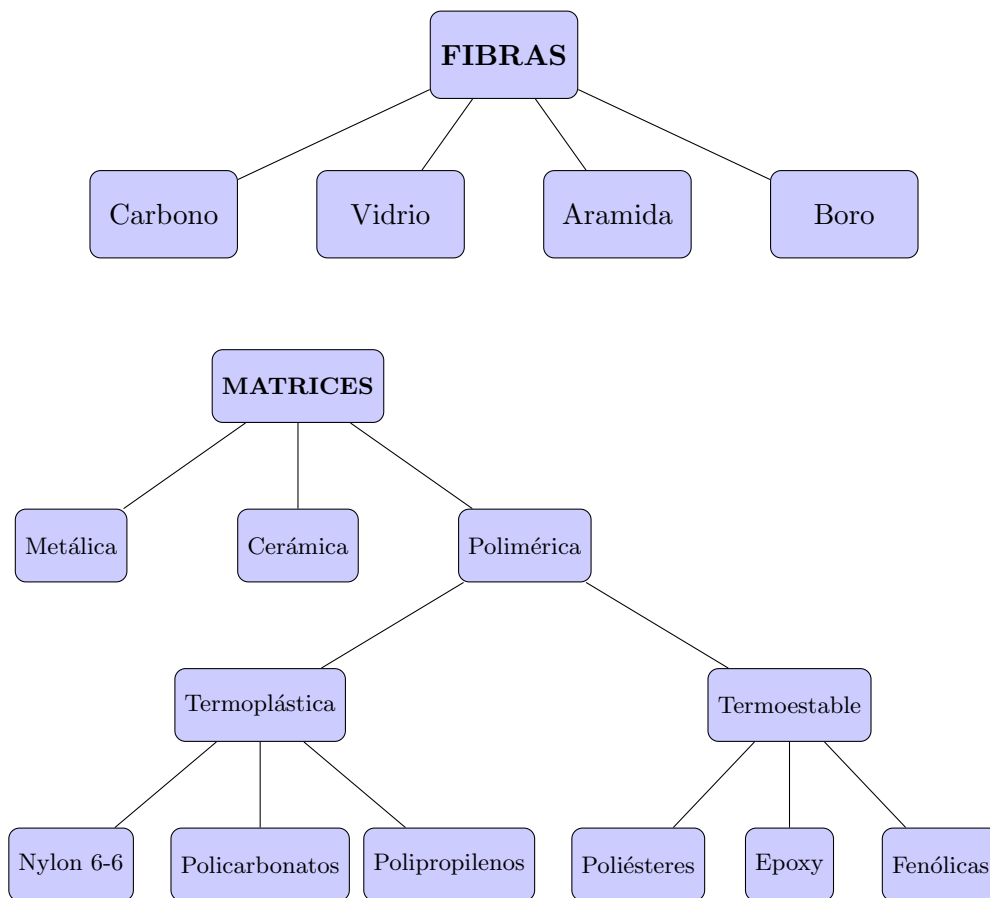 FIBRAS
Carbono
Vidrio
Aramida
Boro
MATRICES
Metálica
Cerámica
Polimérica
Termoplástica
Termoestable
Nylon 6-6
Policarbonatos
Polipropilenos
Poliésteres
Epoxy
Fenólicas